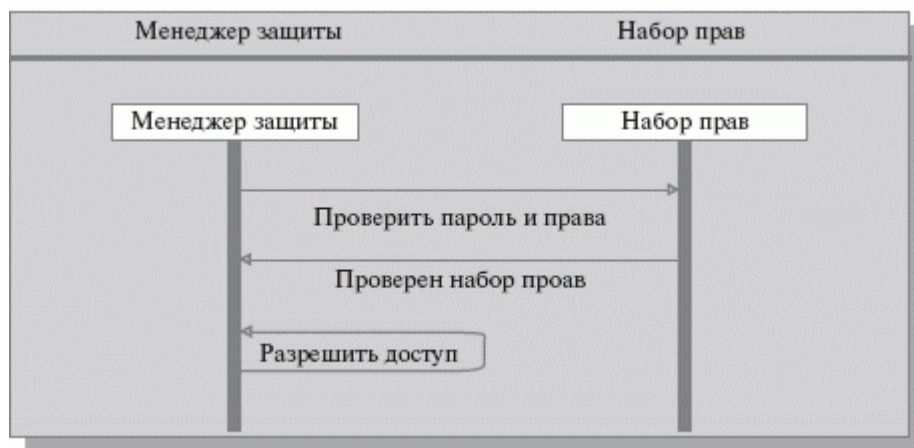 Менеджер защиты
Набор прав
Менеджер защиты
Набор прав
Проверить пароль и права
Проверен набор проав
Разрешить доступ